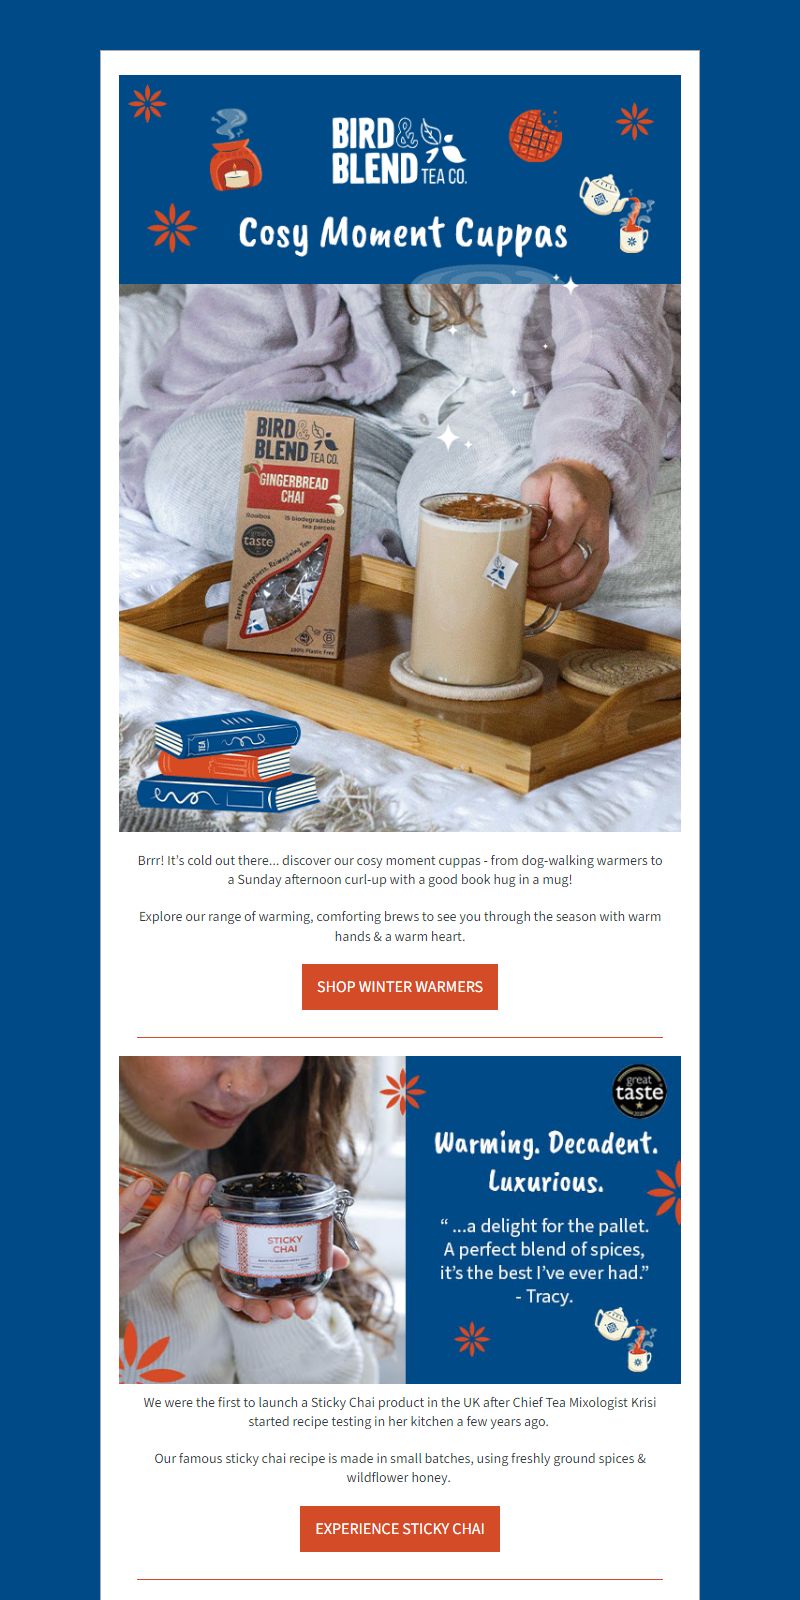 BIRD&
BLEND TEA CO.
Cosy Moment Cuppas
BIRD&
BLEND TEA CO.
GINGERBREAD
CHAI
Rooibos
15 biodegradable
tea parcels
great
taste
Spreading Happiness. Reimagining Tea.
100% Plastic Free
TEA
Brrr! It's cold out there... discover our cosy moment cuppas - from dog-walking warmers to
a Sunday afternoon curl-up with a good book hug in a mug!
Explore our range of warming, comforting brews to see you through the season with warm
hands & a warm heart.
SHOP WINTER WARMERS
great
taste
2020
Warming. Decadent.
Luxurious.
“ ...a delight for the pallet.
A perfect blend of spices,
it's the best I've ever had.”
- Tracy.
STICKY
CHAI
We were the first to launch a Sticky Chai product in the UK after Chief Tea Mixologist Krisi
started recipe testing in her kitchen a few years ago.
Our famous sticky chai recipe is made in small batches, using freshly ground spices &
wildflower honey.
EXPERIENCE STICKY CHAI